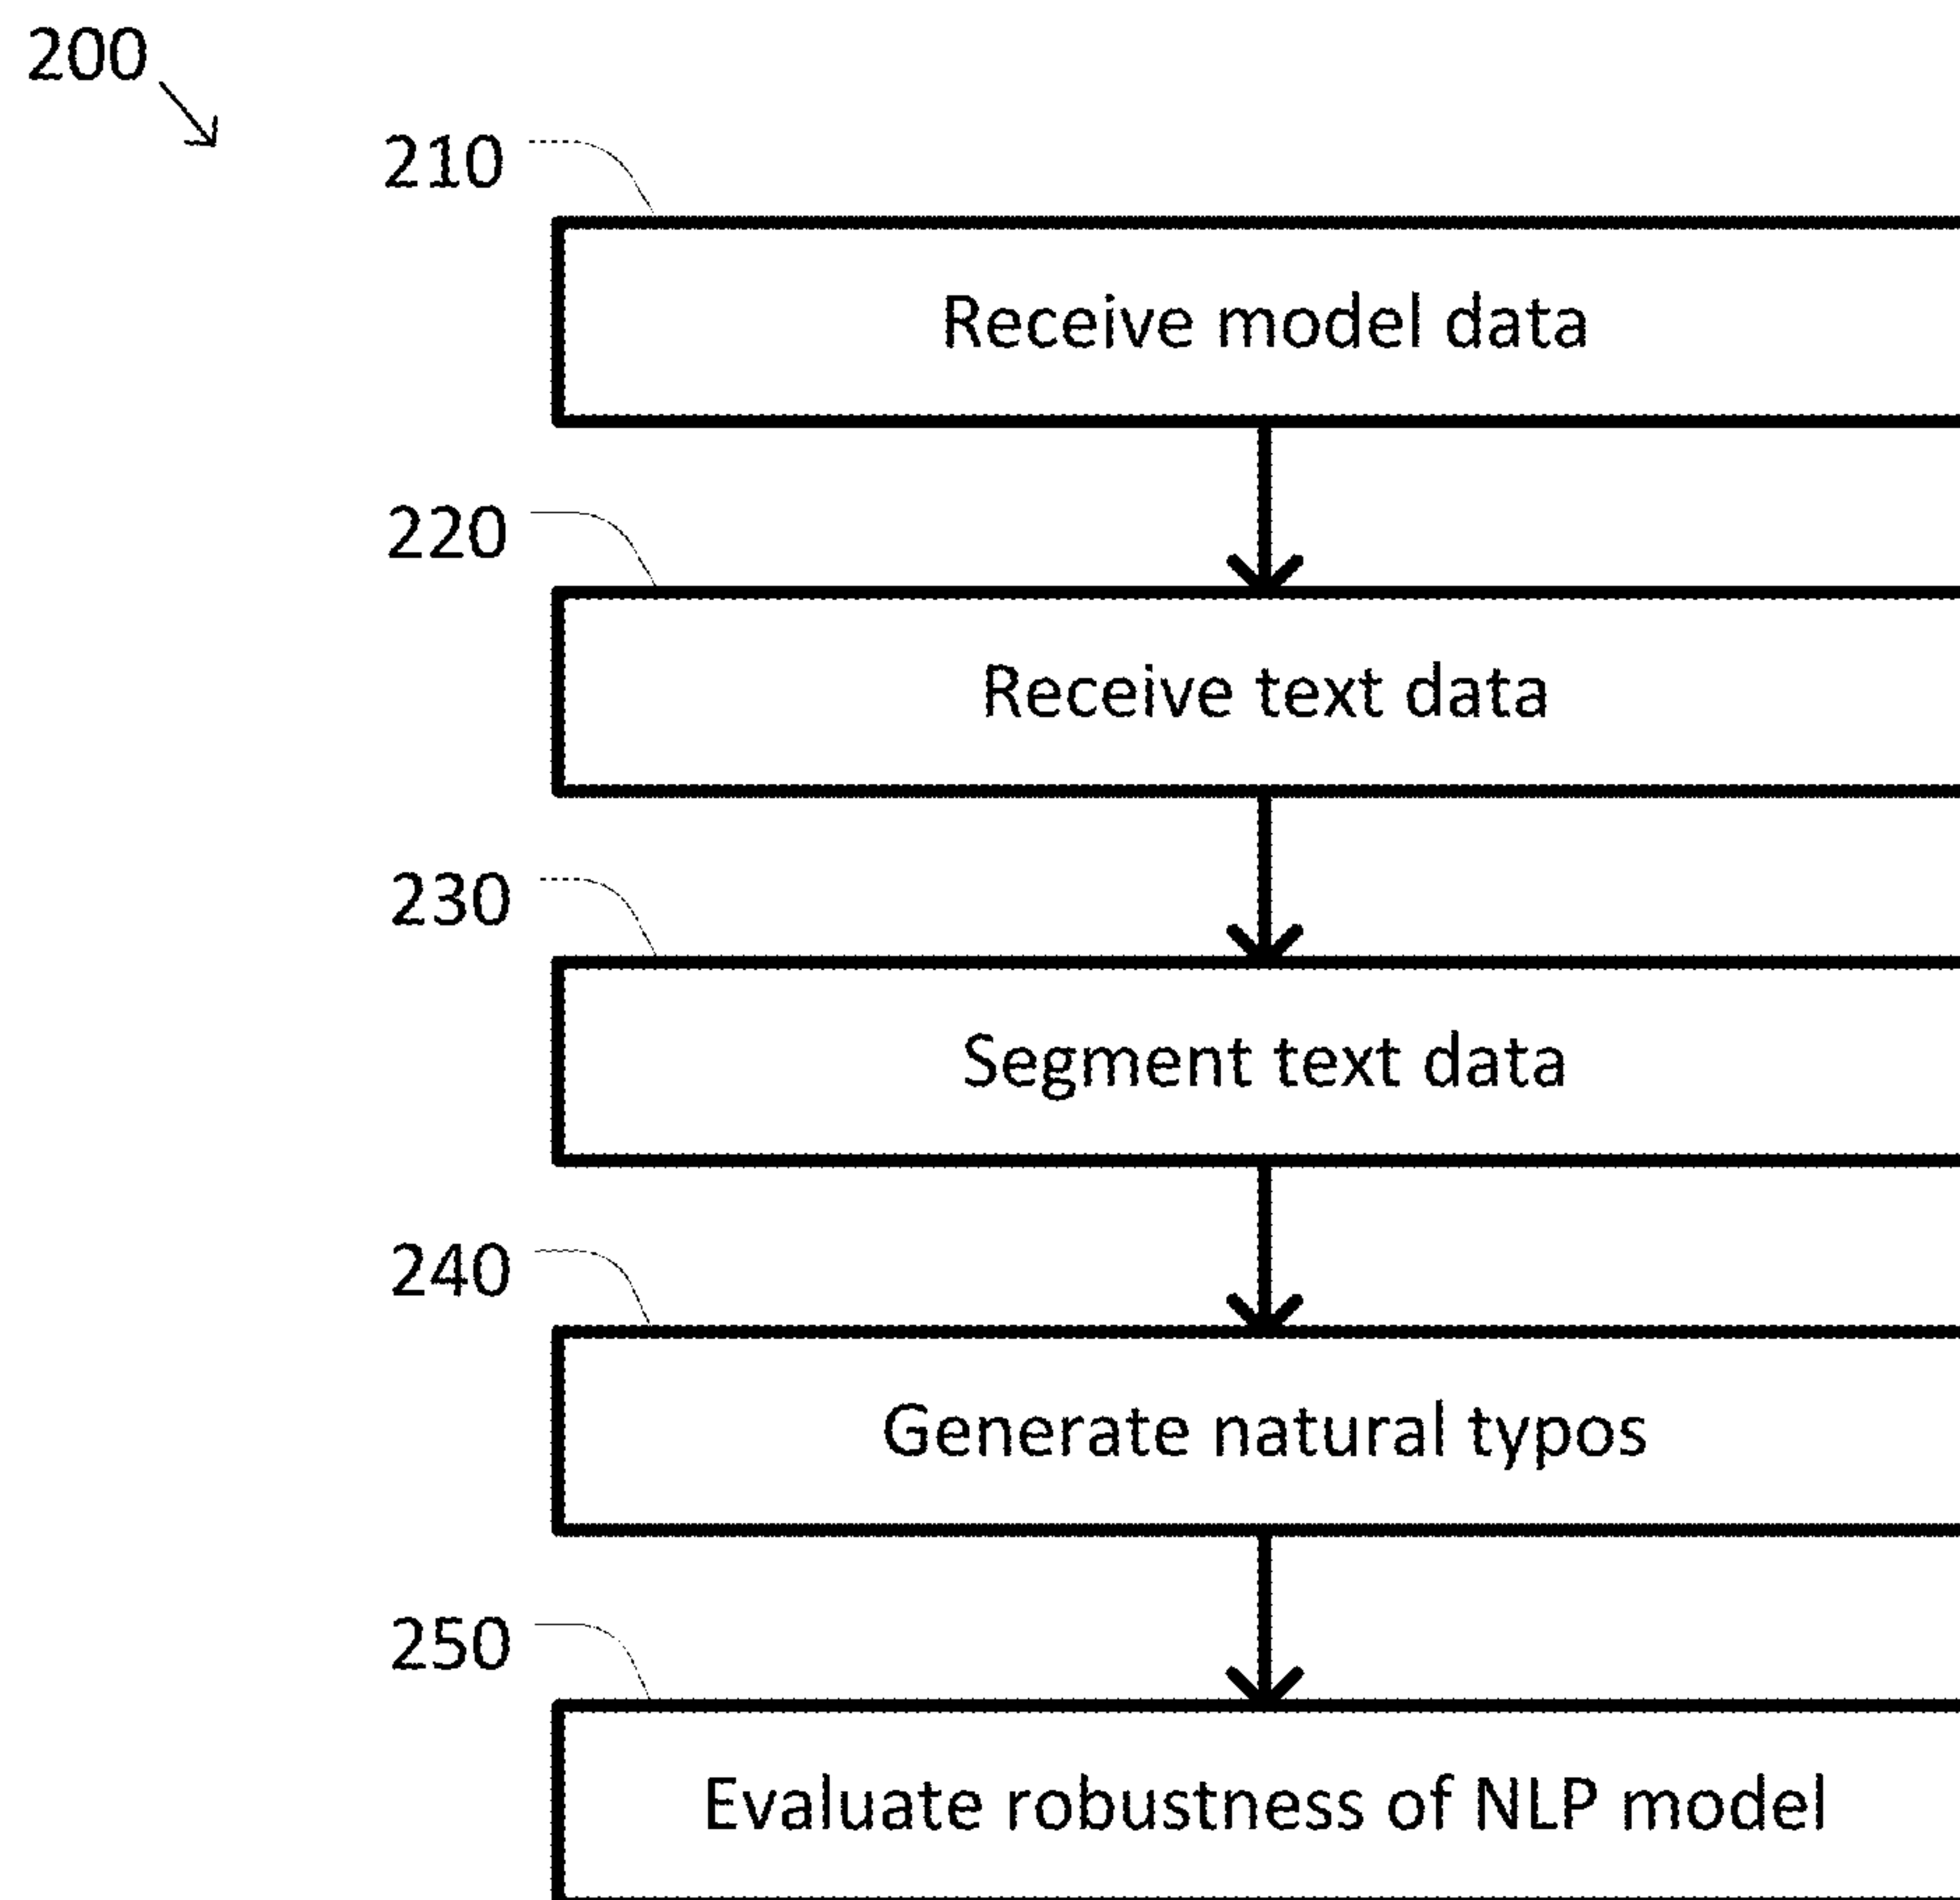 200
210
Receive model data
220
Receive text data
230
Segment text data
240
Generate natural typos
250
Evaluate robustness of NLP model